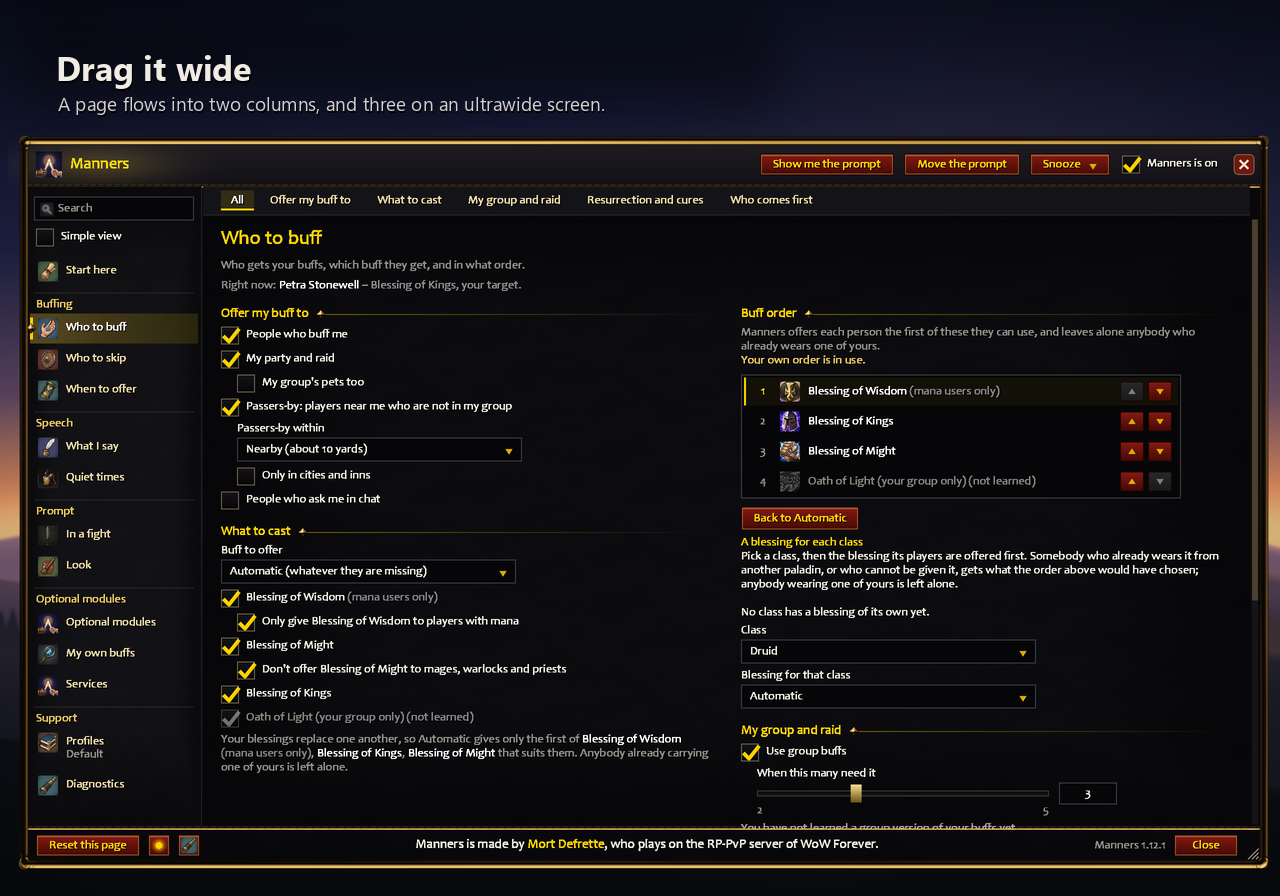 Drag it wide
A page flows into two columns, and three on an ultrawide screen.
Manners
Show me the prompt
Move the prompt
Snooze
Manners is on
Search
Simple view
Start here
Buffing
Who to buff
Who to skip
When to offer
Speech
What I say
Quiet times
Prompt
In a fight
Look
Optional modules
Optional modules
My own buffs
Services
Support
Profiles
Default
Diagnostics
All
Offer my buff to
What to cast
My group and raid
Resurrection and cures
Who comes first
Who to buff
Who gets your buffs, which buff they get, and in what order.
Right now: Petra Stonewell – Blessing of Kings, your target.
Offer my buff to
People who buff me
My party and raid
My group's pets too
Passers-by: players near me who are not in my group
Passers-by within
Nearby (about 10 yards)
Only in cities and inns
People who ask me in chat
What to cast
Buff to offer
Automatic (whatever they are missing)
Blessing of Wisdom (mana users only)
Only give Blessing of Wisdom to players with mana
Blessing of Might
Don't offer Blessing of Might to mages, warlocks and priests
Blessing of Kings
Oath of Light (your group only) (not learned)
Your blessings replace one another, so Automatic gives only the first of Blessing of Wisdom
(mana users only), Blessing of Kings, Blessing of Might that suits them. Anybody already carrying
one of yours is left alone.
Buff order
Manners offers each person the first of these they can use, and leaves alone anybody who
already wears one of yours.
Your own order is in use.
1 Blessing of Wisdom (mana users only)
2 Blessing of Kings
3 Blessing of Might
4 Oath of Light (your group only) (not learned)
Back to Automatic
A blessing for each class
Pick a class, then the blessing its players are offered first. Somebody who already wears it from
another paladin, or who cannot be given it, gets what the order above would have chosen;
anybody wearing one of yours is left alone.
No class has a blessing of its own yet.
Class
Druid
Blessing for that class
Automatic
My group and raid
Use group buffs
When this many need it
3
2
5
You have not learned a group version of your buffs yet
Reset this page
Manners is made by Mort Defrette, who plays on the RP-PvP server of WoW Forever.
Manners 1.12.1
Close